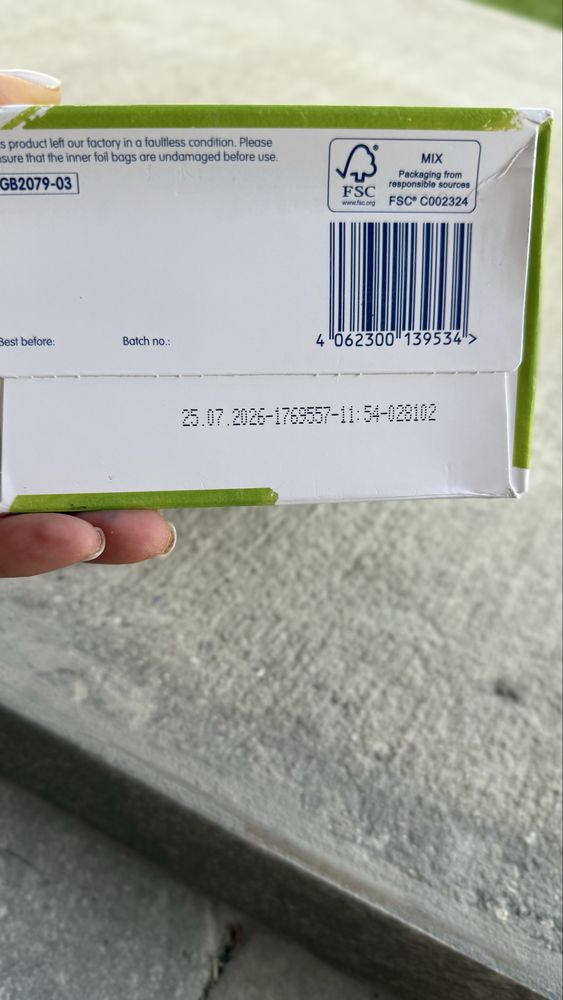 s product left our factory in a faultless condition. Please
sure that the inner foil bags are undamaged before use.
GB2079-03
FSC®
www.fsc.org
MIX
Packaging from
responsible sources
FSC® C002324
4 062300 139534 >
Best before:
Batch no.:
25.07.2026-1769557-11:54-028102